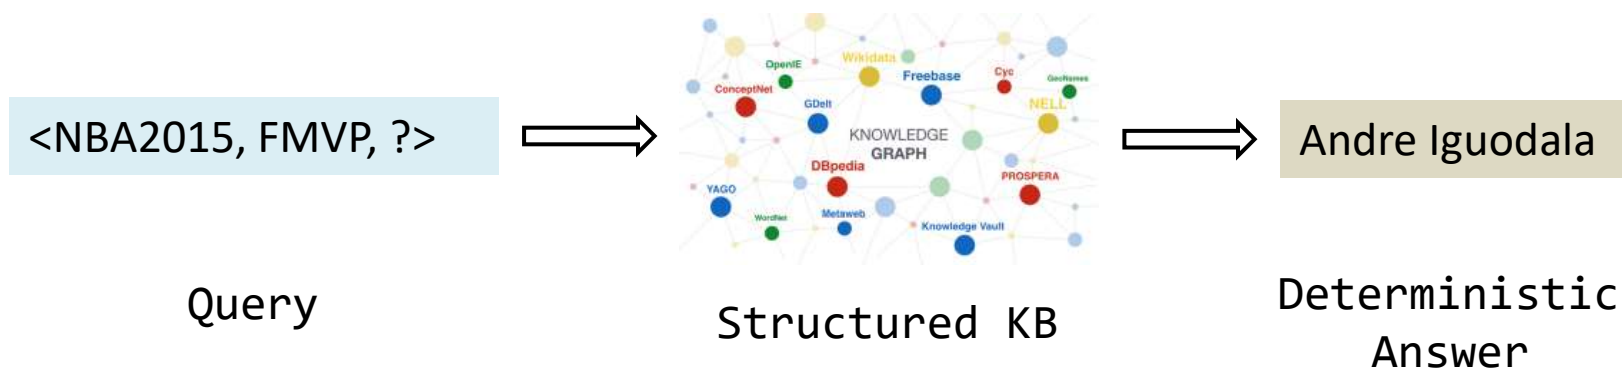 <NBA2015, FMVP, ?>
Wikidata
OpenIE
Freebase
Cyc
GeoNames
ConceptNet
GDelt
NELL
KNOWLEDGE
GRAPH
DBpedia
PROSPERA
YAGO
WordNet
Metaweb
Knowledge Vault
Andre Iguodala
Query
Structured KB
Deterministic
Answer